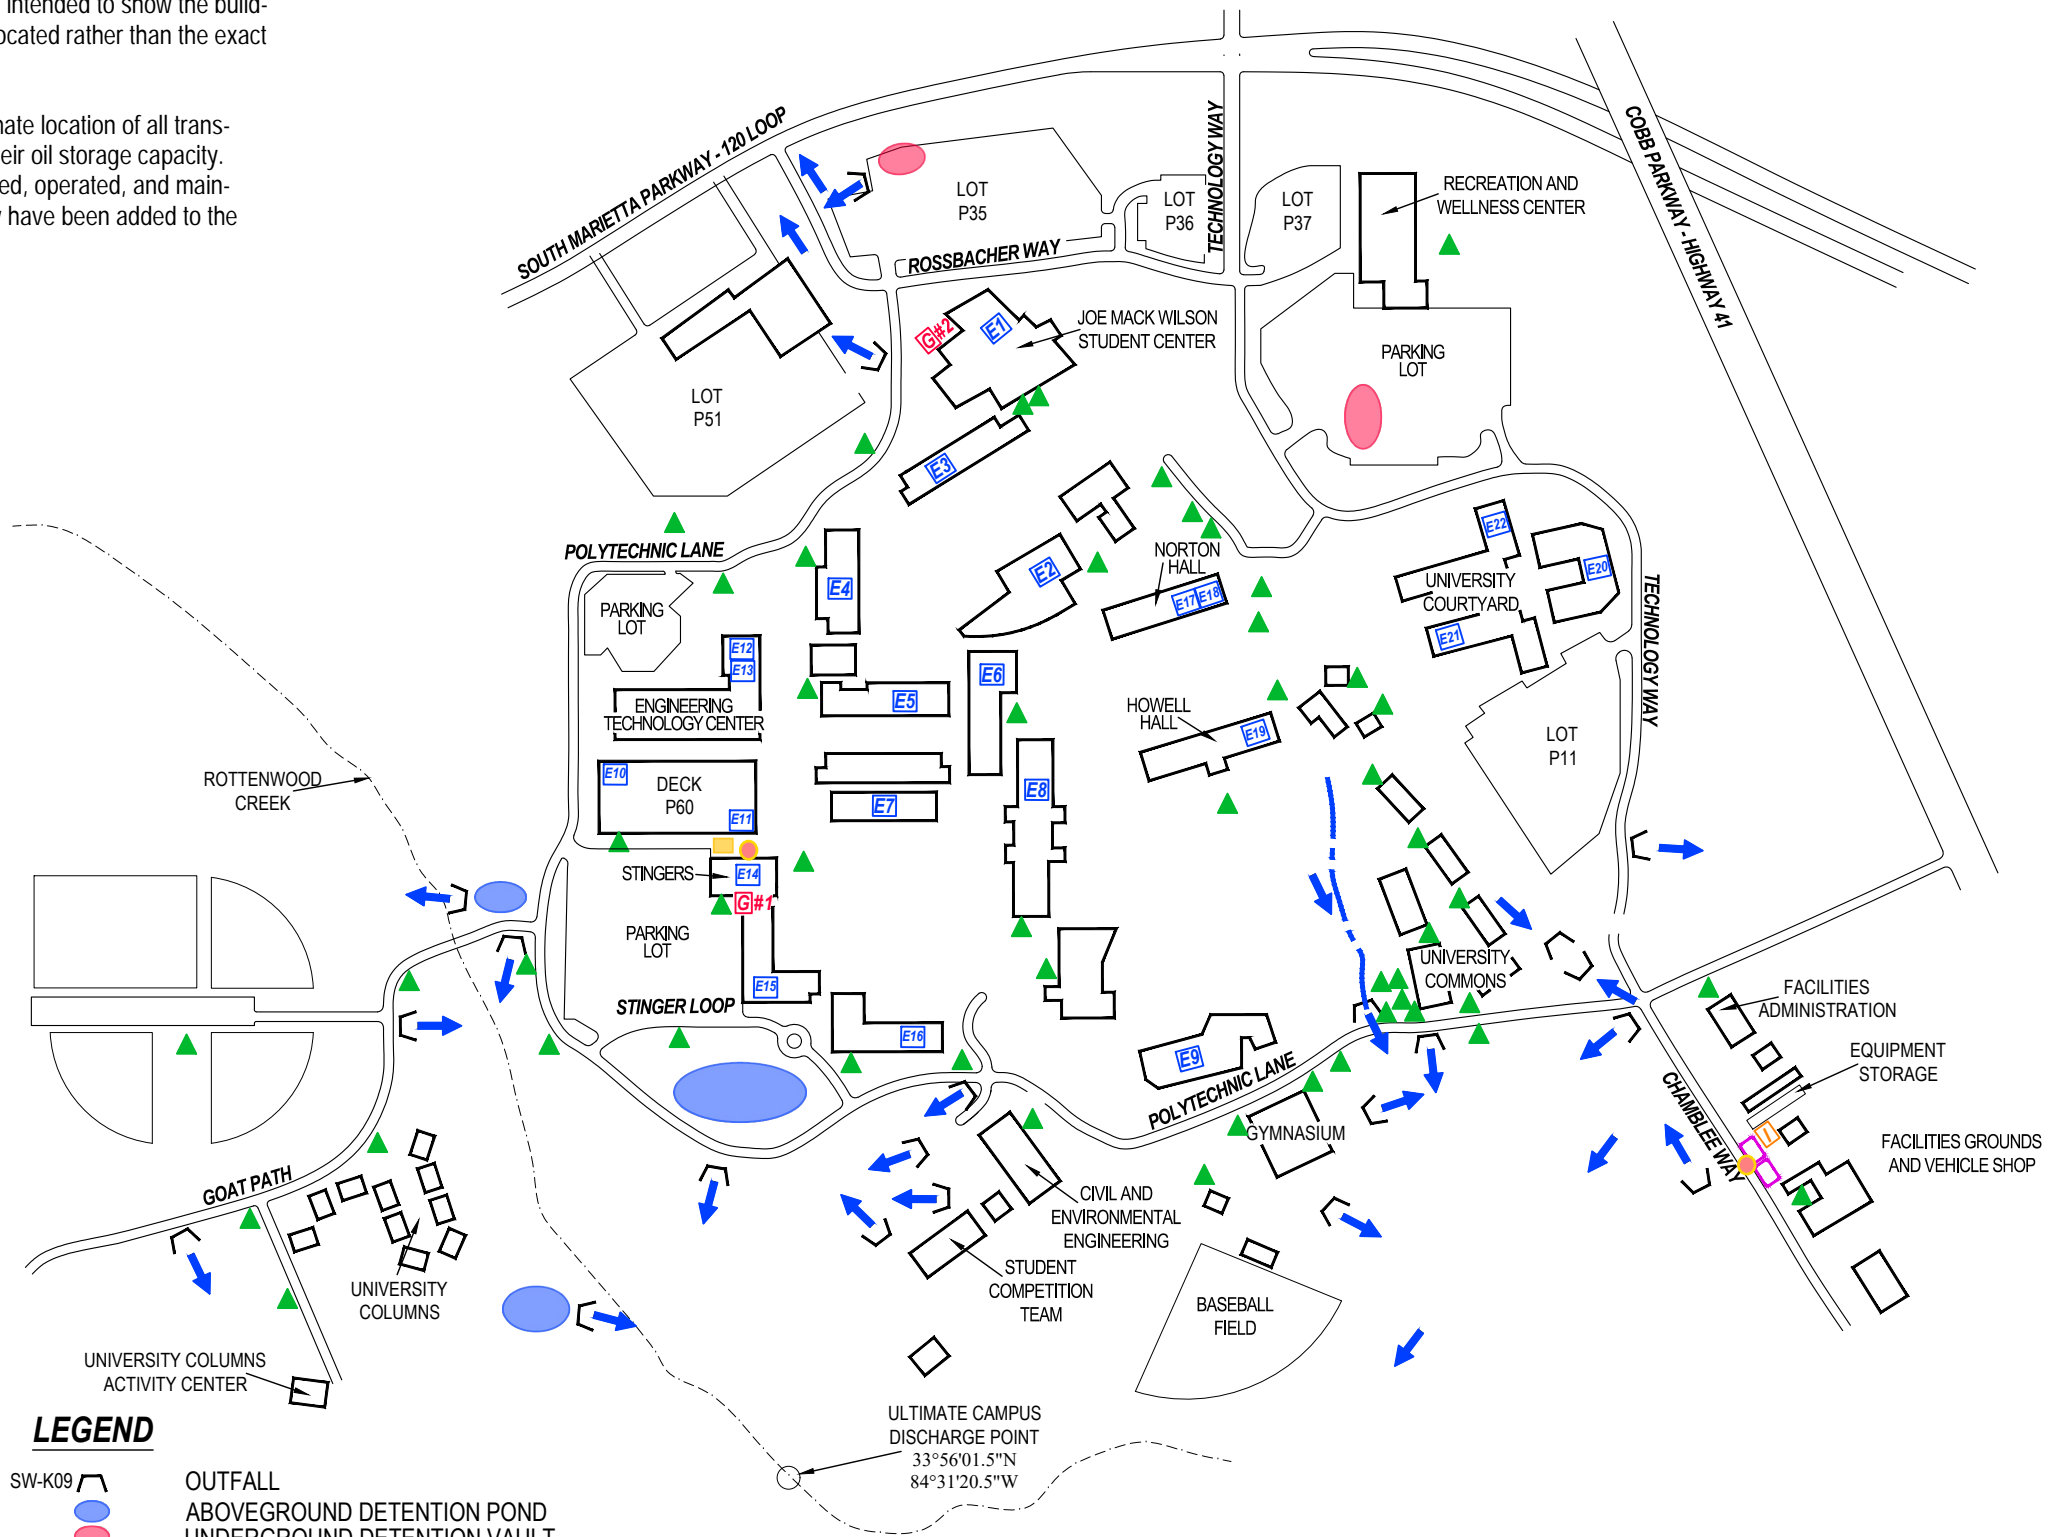 intended to show the build-
ocated rather than the exact
nate location of all trans-
eir oil storage capacity.
ed, operated, and main-
y have been added to the
SOUTH MARIETTA PARKWAY - 120 LOOP
LOT
P35
LOT
P36
TECHNOLOGY WAY
LOT
P37
RECREATION AND
WELLNESS CENTER
COBB PARKWAY - HIGHWAY 41
ROSSBACHER WAY
G#2
E1
JOE MACK WILSON
STUDENT CENTER
PARKING
LOT
LOT
P51
E3
POLYTECHNIC LANE
E4
E2
NORTON
HALL
E17
E18
E22
E20
UNIVERSITY
COURTYARD
E21
TECHNOLOGY WAY
PARKING
LOT
E12
E13
ENGINEERING
TECHNOLOGY CENTER
E5
E6
HOWELL
HALL
E19
LOT
P11
ROTTENWOOD
CREEK
E10
DECK
P60
E11
E7
E8
STINGERS
E14
G#1
PARKING
LOT
E15
STINGER LOOP
E16
UNIVERSITY
COMMONS
E9
POLYTECHNIC LANE
GYMNASIUM
FACILITIES
ADMINISTRATION
EQUIPMENT
STORAGE
CHAMBLEE WAY
I
FACILITIES GROUNDS
AND VEHICLE SHOP
GOAT PATH
UNIVERSITY
COLUMNS
CIVIL AND
ENVIRONMENTAL
ENGINEERING
STUDENT
COMPETITION
TEAM
BASEBALL
FIELD
UNIVERSITY COLUMNS
ACTIVITY CENTER
ULTIMATE CAMPUS
DISCHARGE POINT
33°56'01.5"N
84°31'20.5"W
LEGEND
SW-K09 OUTFALL
ABOVEGROUND DETENTION POND
UNDERGROUND DETENTION VAULT